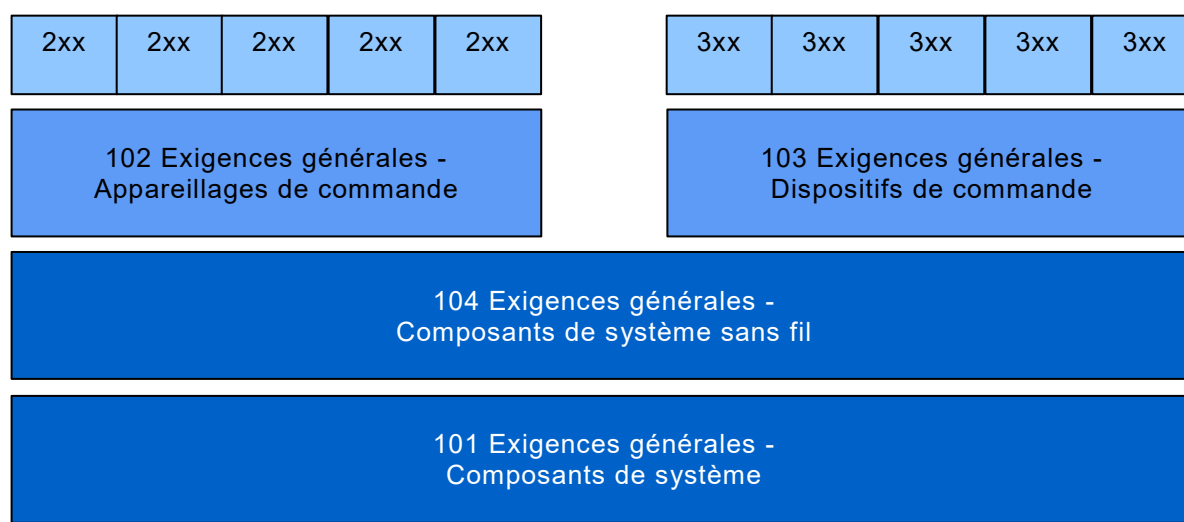 2xx 2xx 2xx 2xx 2xx 3xx 3xx 3xx 3xx 3xx
102 Exigences générales -
Appareillages de commande
103 Exigences générales -
Dispositifs de commande
104 Exigences générales -
Composants de système sans fil
101 Exigences générales -
Composants de système